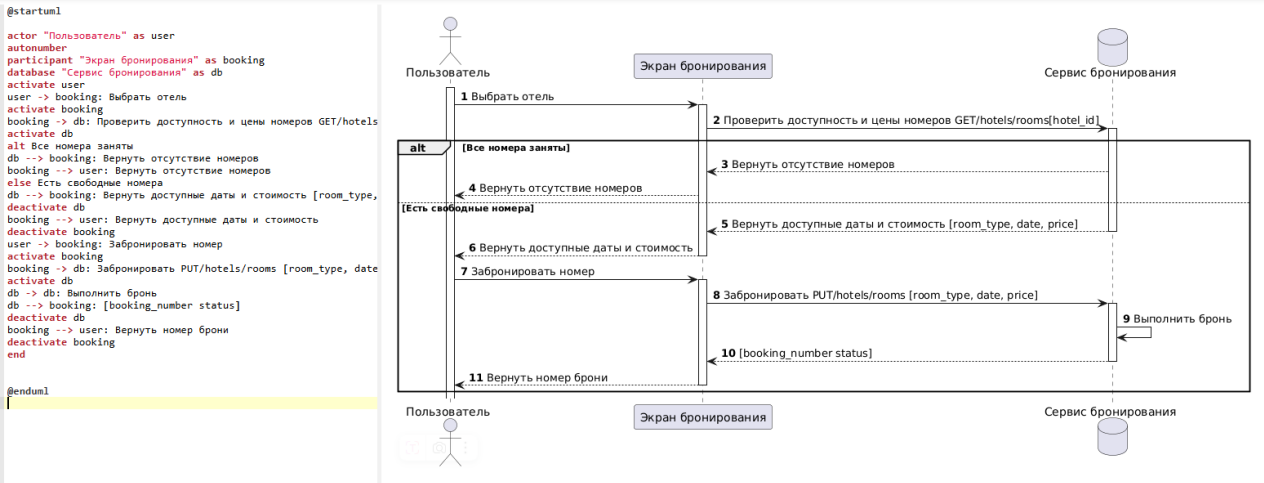 @startuml
actor "Пользователь" as user
autonumber
participant "Экран бронирования" as booking
database "Сервис бронирования" as db
activate user
user -> booking: Выбрать отель
activate booking
booking -> db: Проверить доступность и цены номеров GET/hotels
activate db
alt Все номера заняты
db --> booking: Вернуть отсутствие номеров
booking --> user: Вернуть отсутствие номеров
else Есть свободные номера
db --> booking: Вернуть доступные даты и стоимость [room_type,
deactivate db
booking --> user: Вернуть доступные даты и стоимость
deactivate booking
user -> booking: Забронировать номер
activate booking
booking -> db: Забронировать PUT/hotels/rooms [room_type, date
activate db
db -> db: Выполнить бронь
db --> booking: [booking_number status]
deactivate db
booking --> user: Вернуть номер брони
deactivate booking
end
@enduml
Пользователь
Экран бронирования
Сервис бронирования
1 Выбрать отель
2 Проверить доступность и цены номеров GET/hotels/rooms[hotel_id]
alt [Все номера заняты]
3 Вернуть отсутствие номеров
4 Вернуть отсутствие номеров
[Есть свободные номера]
5 Вернуть доступные даты и стоимость [room_type, date, price]
6 Вернуть доступные даты и стоимость
7 Забронировать номер
8 Забронировать PUT/hotels/rooms [room_type, date, price]
9 Выполнить бронь
10 [booking_number status]
11 Вернуть номер брони
Пользователь
Экран бронирования
Сервис бронирования